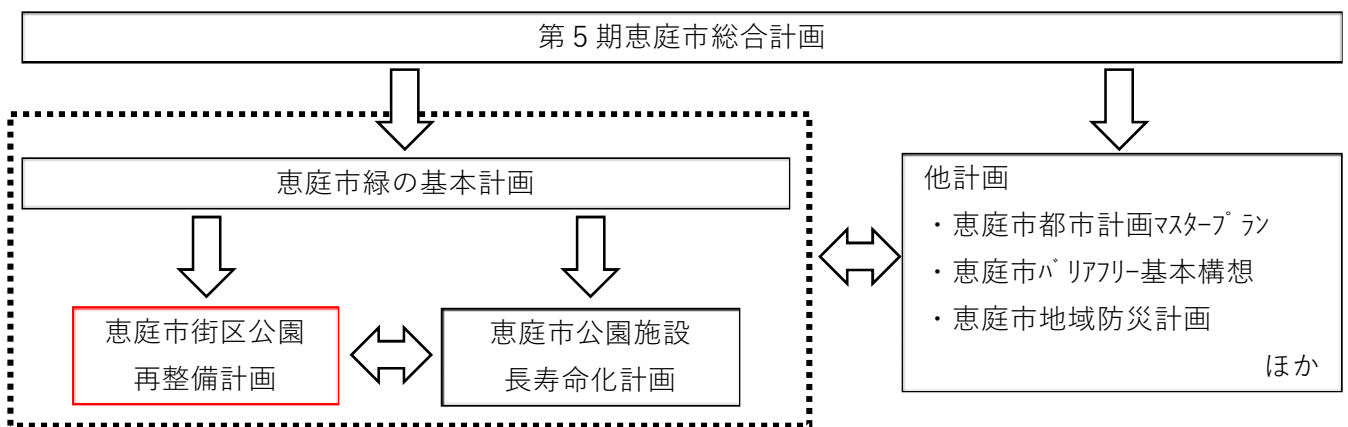 第５期恵庭市総合計画
恵庭市緑の基本計画
恵庭市街区公園
再整備計画
恵庭市公園施設
長寿命化計画
他計画
・恵庭市都市計画ﾏｽﾀｰﾌﾟﾗﾝ
・恵庭市ﾊﾞﾘｱﾌﾘｰ基本構想
・恵庭市地域防災計画
ほか